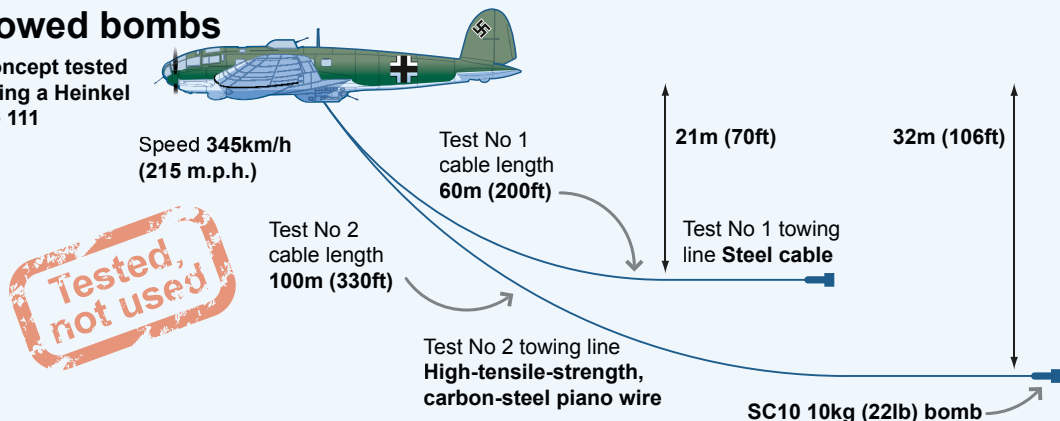 owed bombs
oncept tested
ing a Heinkel
111
Speed 345km/h
(215 m.p.h.)
Test No 1
cable length
60m (200ft)
21m (70ft)
32m (106ft)
Test No 2
cable length
100m (330ft)
Test No 1 towing
line Steel cable
Tested,
not used
Test No 2 towing line
High-tensile-strength,
carbon-steel piano wire
SC10 10kg (22lb) bomb